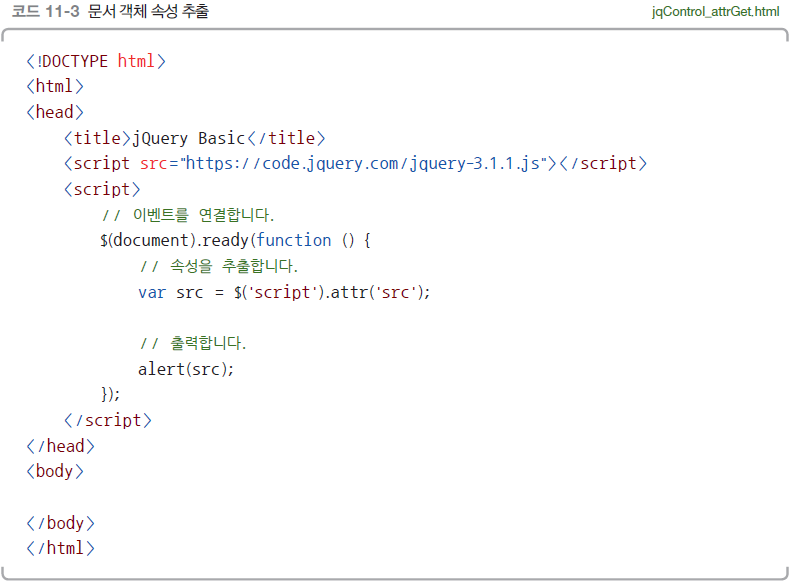 코드 11-3 문서 객체 속성 추출
jqControl_attrGet.html
<!DOCTYPE html>
<html>
<head>
    <title>jQuery Basic</title>
    <script src="https://code.jquery.com/jquery-3.1.1.js"></script>
    <script>
        // 이벤트를 연결합니다.
        $(document).ready(function () {
            // 속성을 추출합니다.
            var src = $('script').attr('src');

            // 출력합니다.
            alert(src);
        });
    </script>
</head>
<body>

</body>
</html>